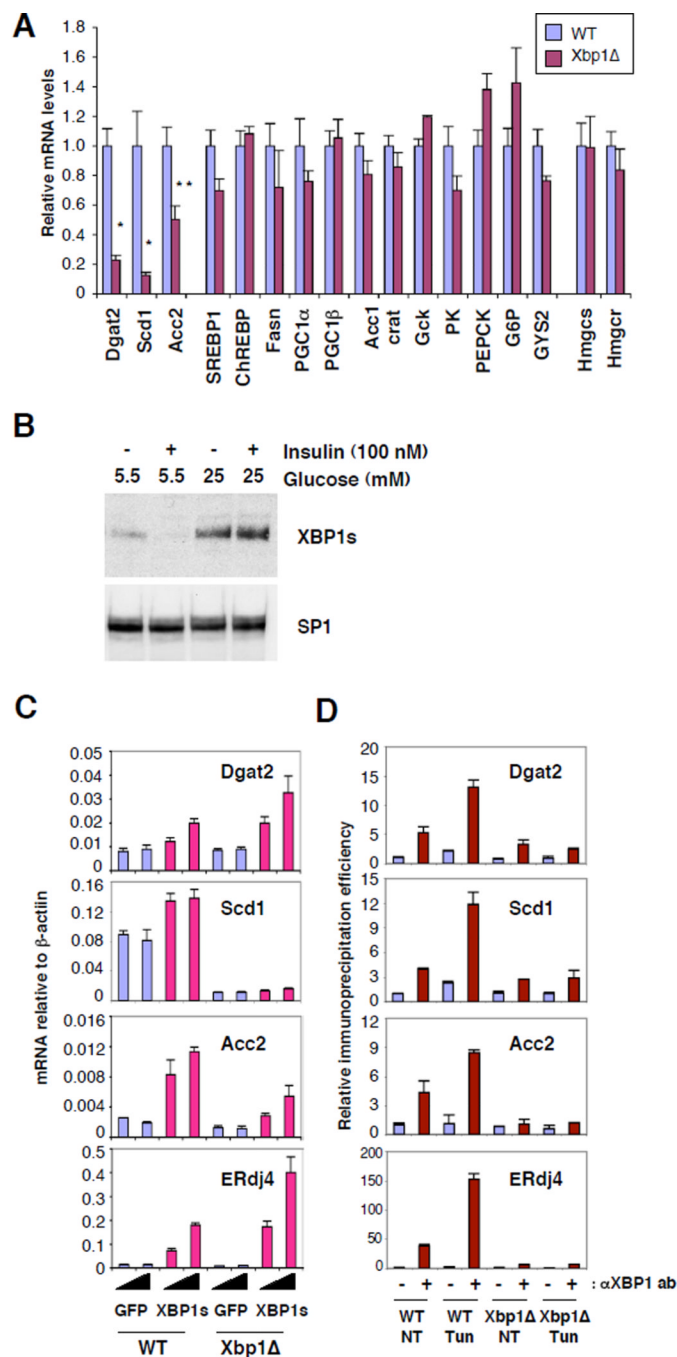 A
WT
Xbp1Δ
Relative mRNA levels
1.8
1.6
1.4
1.2
1.0
0.8
0.6
0.4
0.2
0
*
*
**
Dgat2
Scd1
Acc2
SREBP1
ChREBP
Fasn
PGC1α
PGC1β
Acc1
crat
Gck
PK
PEPCK
G6P
GYS2
Hmgcs
Hmgcr
B
- + - + Insulin (100 nM)
5.5 5.5 25 25 Glucose (mM)
XBP1s
SP1
C
mRNA relative to β-actiin
0.05
0.04
0.03
0.02
0.01
0
Dgat2
0.16
0.12
0.08
0.04
0
Scd1
0.016
0.012
0.008
0.004
0
Acc2
0.5
0.4
0.3
0.2
0.1
0
ERdj4
GFP XBP1s GFP XBP1s
WT Xbp1Δ
D
Relative immunoprecipitation efficiency
20
15
10
5
0
Dgat2
15
12
9
6
3
0
Scd1
12
9
6
3
0
Acc2
200
150
100
50
0
ERdj4
- + - + - + - + : αXBP1 ab
WT WT Xbp1Δ Xbp1Δ
NT Tun NT Tun